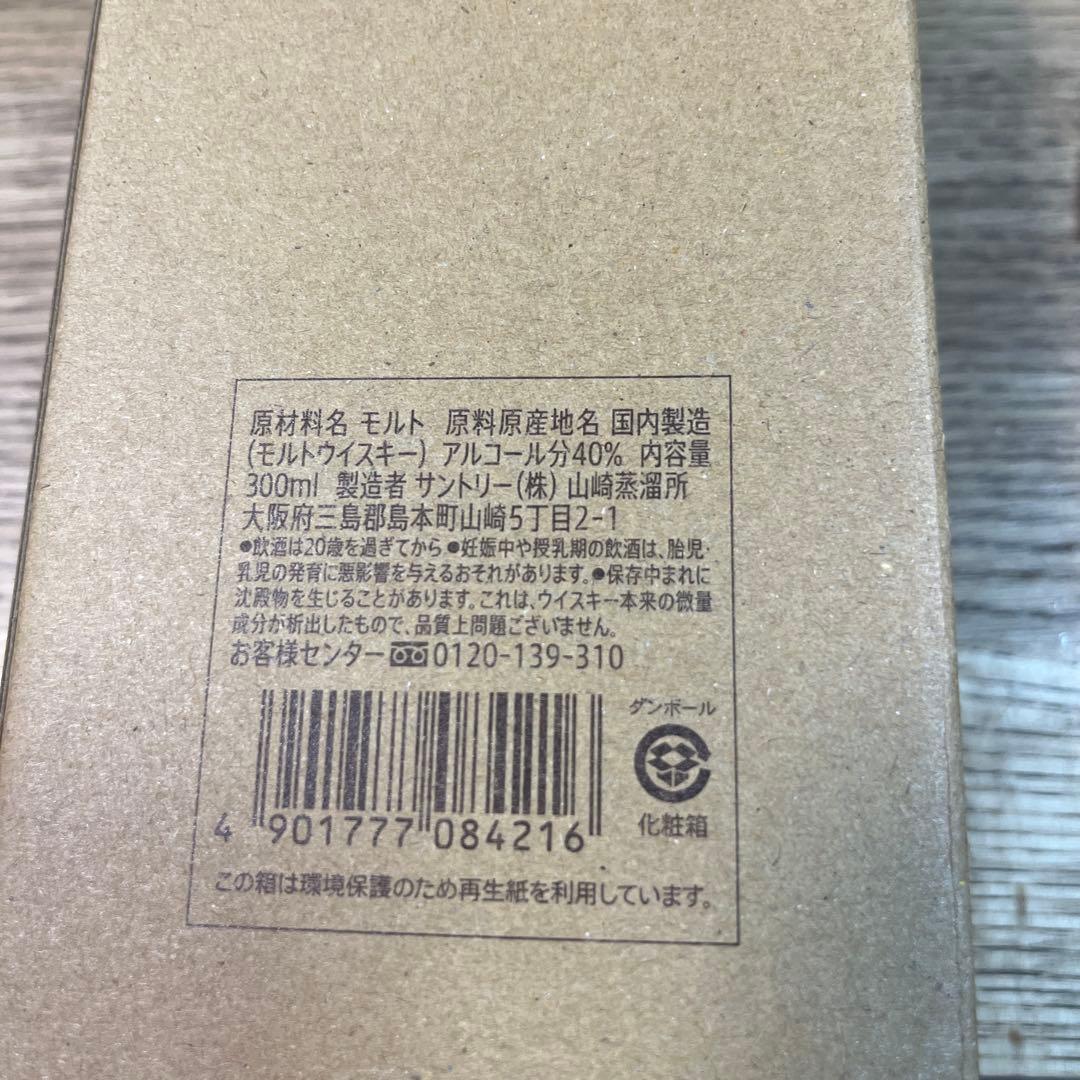 原材料名 モルト 原料原産地名 国内製造
(モルトウイスキー) アルコール分40% 内容量
300ml 製造者 サントリー(株) 山崎蒸溜所
大阪府三島郡島本町山崎5丁目2-1
●飲酒は20歳を過ぎてから ●妊娠中や授乳期の飲酒は、胎児・
乳児の発育に悪影響を与えるおそれがあります。●保存中まれに
沈殿物を生じることがあります。これは、ウイスキー本来の微量
成分が析出したもので、品質上問題ございません。
お客様センター 0120-139-310
ダンボール
化粧箱
4 901777 084216
この箱は環境保護のため再生紙を利用しています。